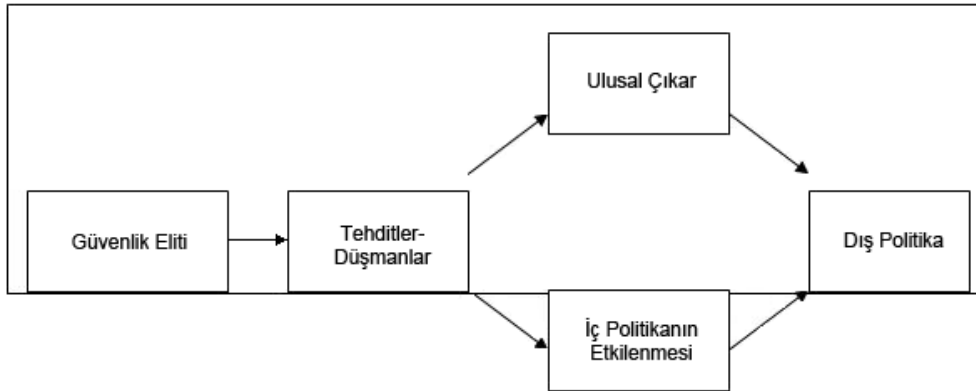 Ulusal Çıkar
Güvenlik Eliti
Tehditler-
Düşmanlar
Dış Politika
İç Politikanın
Etkilenmesi